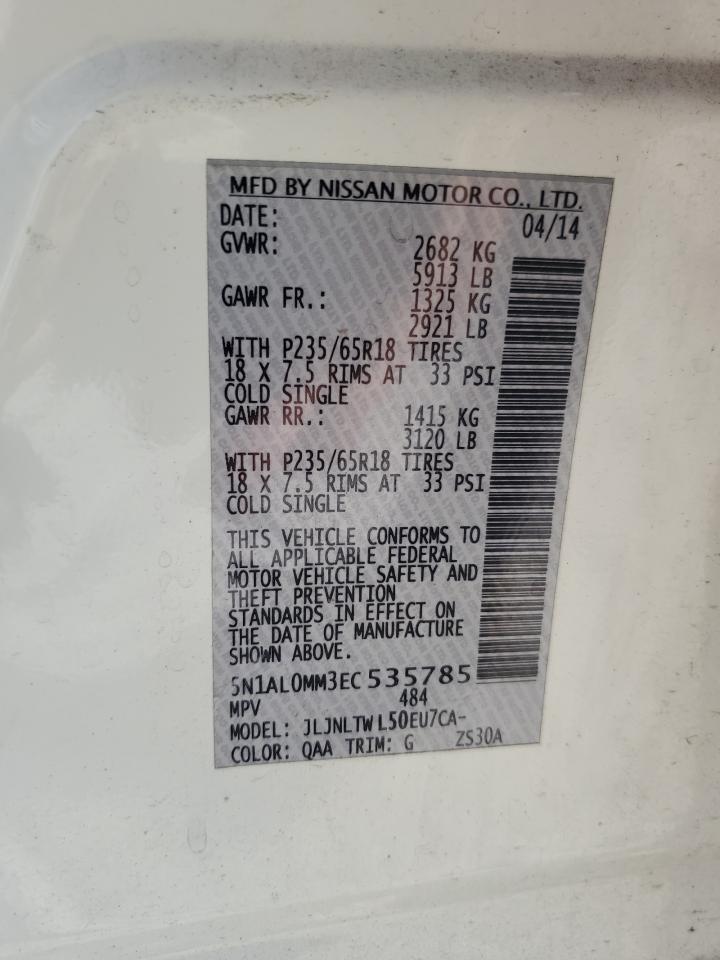 MFD BY NISSAN MOTOR CO., LTD.
DATE: 04/14
GVWR: 2682 KG
5913 LB
GAWR FR.: 1325 KG
2921 LB
WITH P235/65R18 TIRES
18 X 7.5 RIMS AT 33 PSI
COLD SINGLE
GAWR RR.: 1415 KG
3120 LB
WITH P235/65R18 TIRES
18 X 7.5 RIMS AT 33 PSI
COLD SINGLE
THIS VEHICLE CONFORMS TO
ALL APPLICABLE FEDERAL
MOTOR VEHICLE SAFETY AND
THEFT PREVENTION
STANDARDS IN EFFECT ON
THE DATE OF MANUFACTURE
SHOWN ABOVE.
5N1AL0MM3EC535785
MPV 484
MODEL: JLJNLTWL50EU7CA-
COLOR: QAA TRIM: G ZS30A